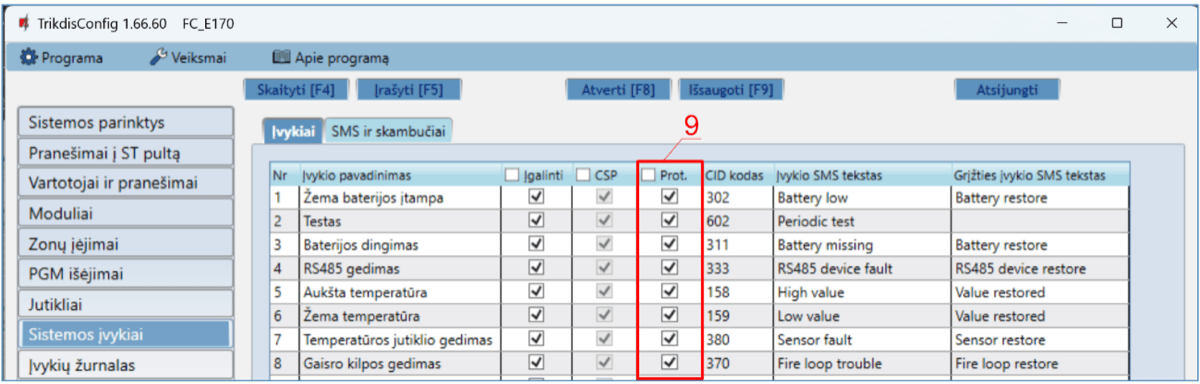 TrikdisConfig 1.66.60 FC_E170
Programa Veiksmai Apie programą
Skaityti [F4] Įrašyti [F5] Atverti [F8] Išsaugoti [F9] Atsijungti
Sistemos parinktys
Pranešimai į ST pultą
Vartotojai ir pranešimai
Moduliai
Zonų įėjimai
PGM išėjimai
Jutikliai
Sistemos įvykiai
Įvykių žurnalas
Įvykiai SMS ir skambučiai
9
Nr Įvykio pavadinimas Įgalinti CSP Prot. CID kodas Įvykio SMS tekstas Grįžties įvykio SMS tekstas
1 Žema baterijos įtampa 302 Battery low Battery restore
2 Testas 602 Periodic test
3 Baterijos dingimas 311 Battery missing Battery restore
4 RS485 gedimas 333 RS485 device fault RS485 device restore
5 Aukšta temperatūra 158 High value Value restored
6 Žema temperatūra 159 Low value Value restored
7 Temperatūros jutiklio gedimas 380 Sensor fault Sensor restore
8 Gaisro kilpos gedimas 370 Fire loop trouble Fire loop restore